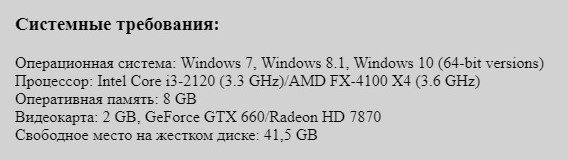 Системные требования:
Операционная система: Windows 7, Windows 8.1, Windows 10 (64-bit versions)
Процессор: Intel Core i3-2120 (3.3 GHz)/AMD FX-4100 X4 (3.6 GHz)
Оперативная память: 8 GB
Видеокарта: 2 GB, GeForce GTX 660/Radeon HD 7870
Свободное место на жестком диске: 41,5 GB